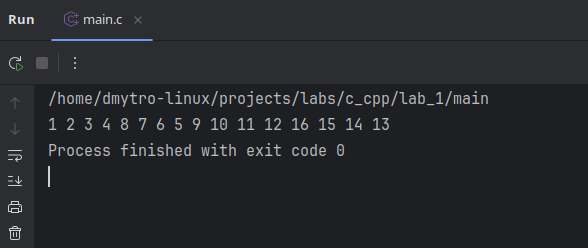 Run main.c
/home/dmytro-linux/projects/labs/c_cpp/lab_1/main
1 2 3 4 8 7 6 5 9 10 11 12 16 15 14 13
Process finished with exit code 0